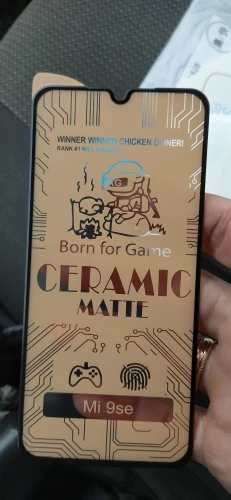 WINNER WINNER CHICKEN DINNER!
Born for Game
CERAMIC
MATTE
Mi 9se